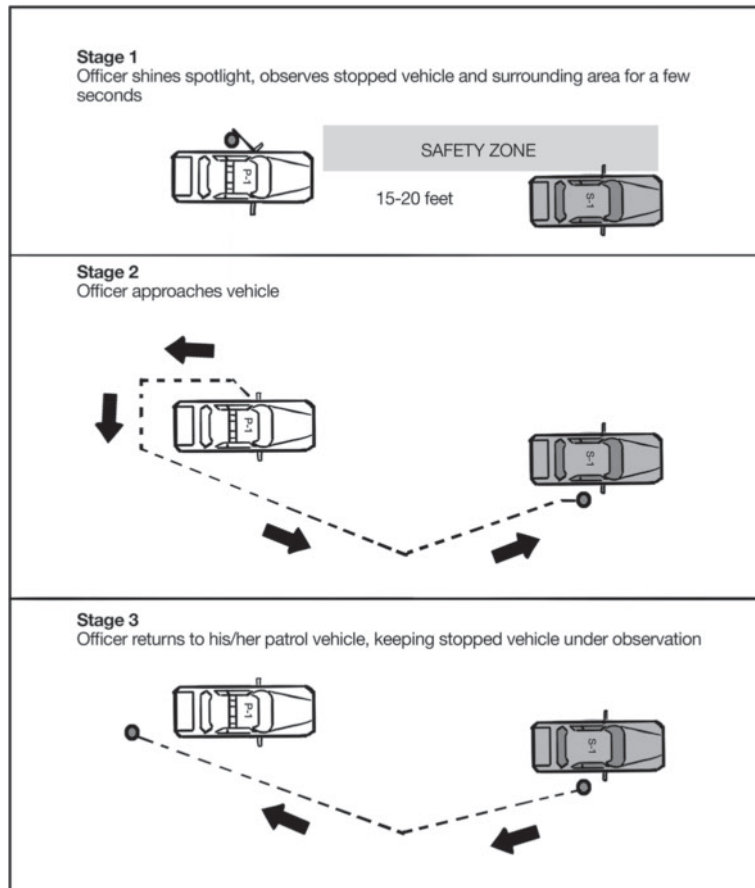 Stage 1
Officer shines spotlight, observes stopped vehicle and surrounding area for a few
seconds
P-1
SAFETY ZONE
15-20 feet
S-1
Stage 2
Officer approaches vehicle
P-1
S-1
Stage 3
Officer returns to his/her patrol vehicle, keeping stopped vehicle under observation
P-1
S-1